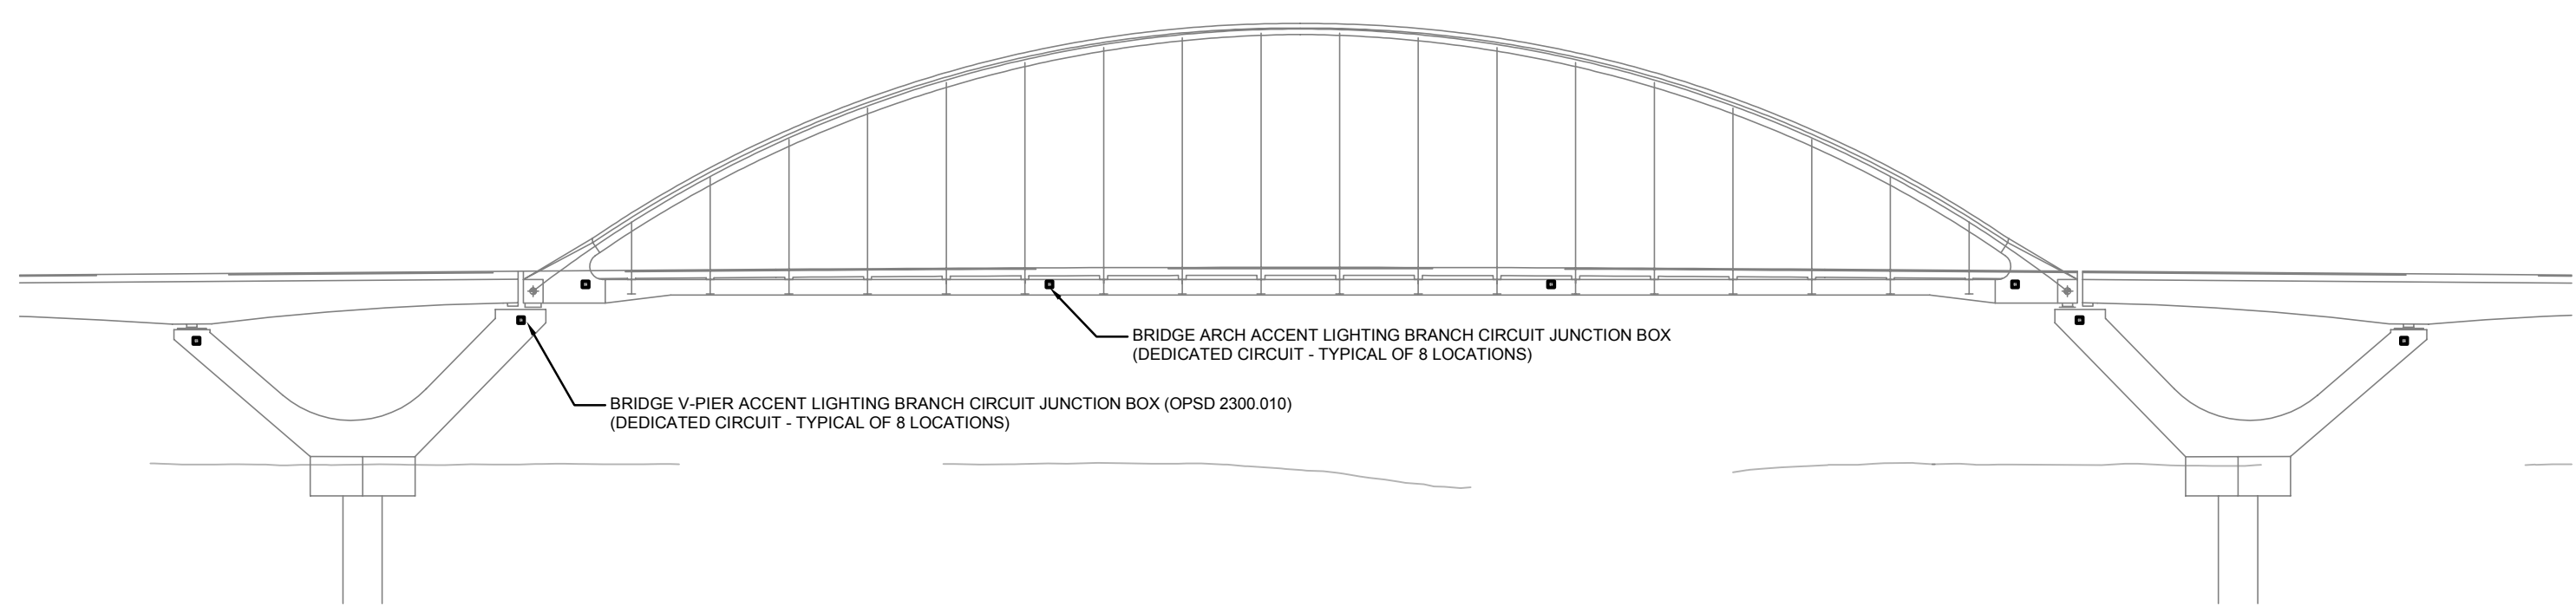 BRIDGE ARCH ACCENT LIGHTING BRANCH CIRCUIT JUNCTION BOX
(DEDICATED CIRCUIT - TYPICAL OF 8 LOCATIONS)
BRIDGE V-PIER ACCENT LIGHTING BRANCH CIRCUIT JUNCTION BOX (OPSD 2300.010)
(DEDICATED CIRCUIT - TYPICAL OF 8 LOCATIONS)